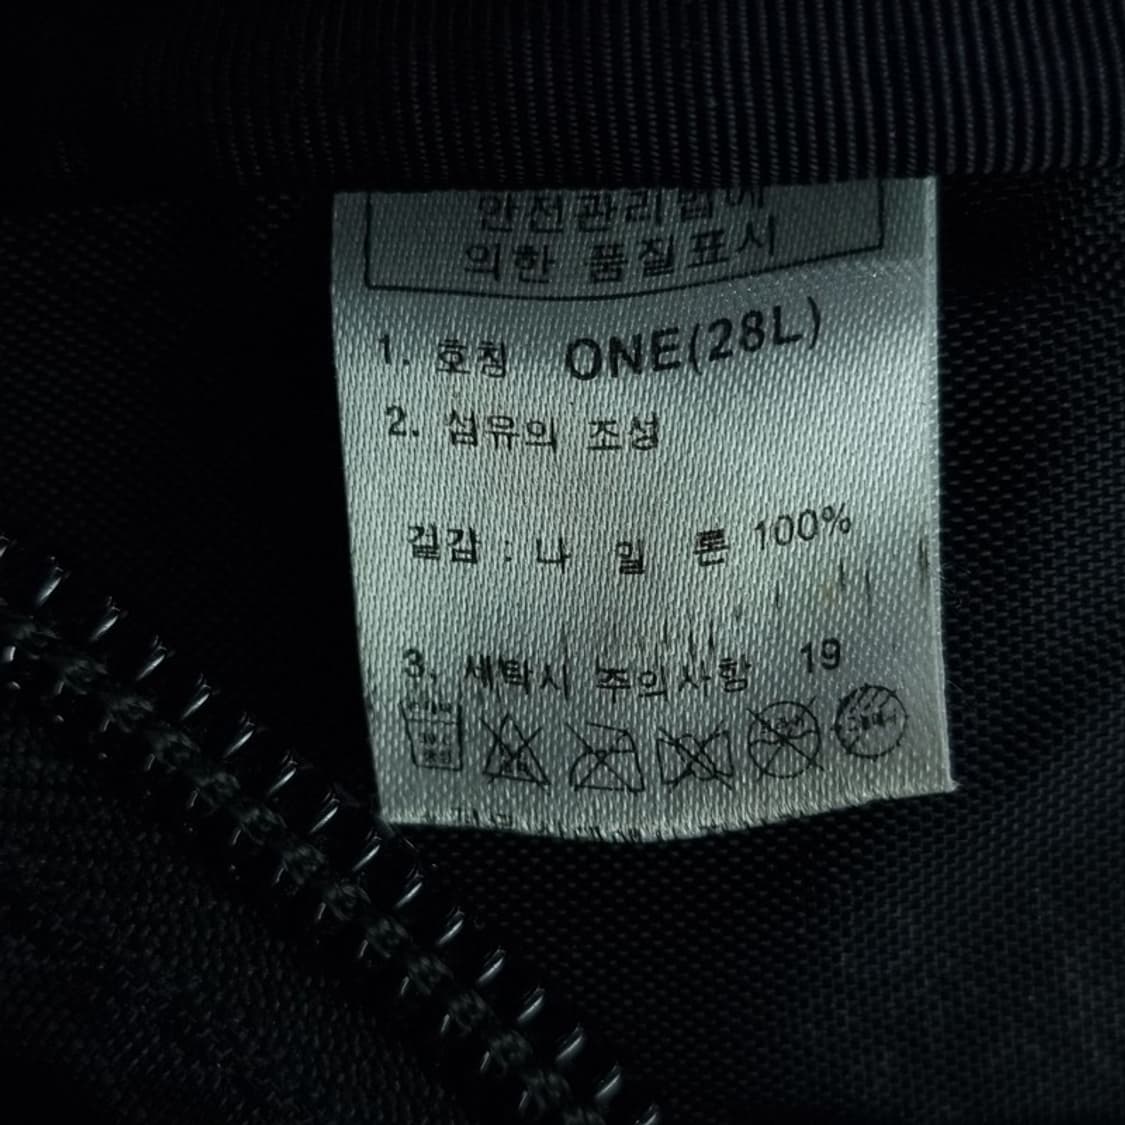 안전관리법에
의한 품질표시
1. 호칭 ONE(28L)
2. 섬유의 조성
겉감 : 나 일 론 100%
3. 세탁시 주의사항 19